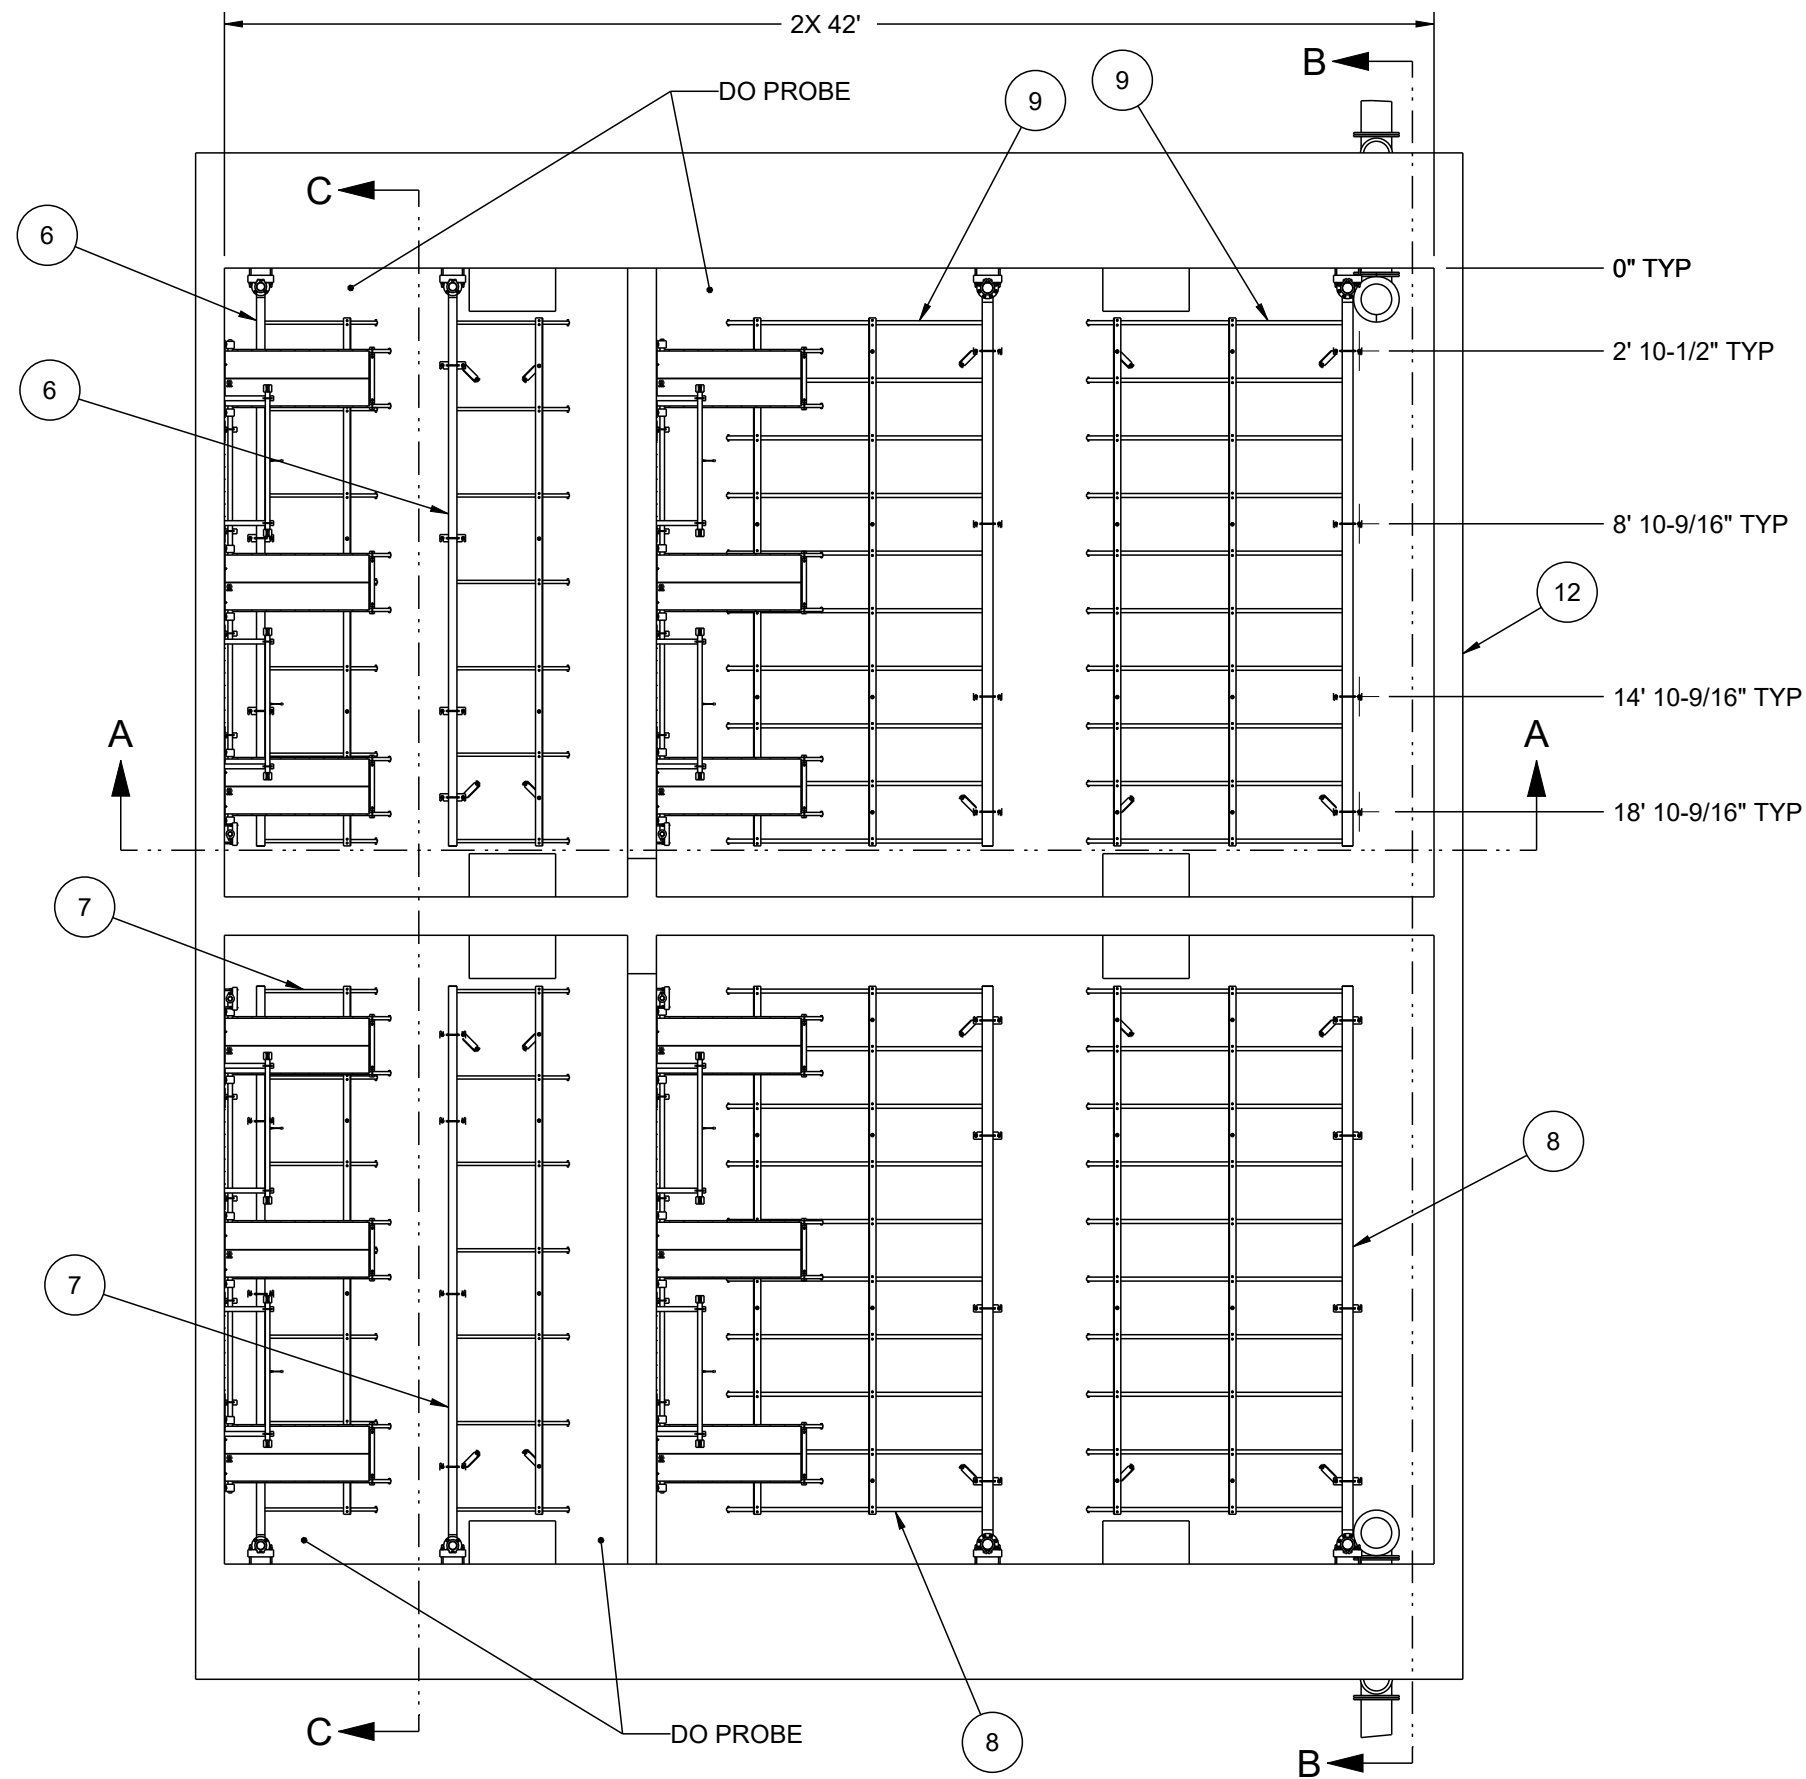 2X 42'
B
DO PROBE
9
9
C
6
0" TYP
2' 10-1/2" TYP
6
8' 10-9/16" TYP
12
14' 10-9/16" TYP
A
A
18' 10-9/16" TYP
7
8
7
C
DO PROBE
8
B